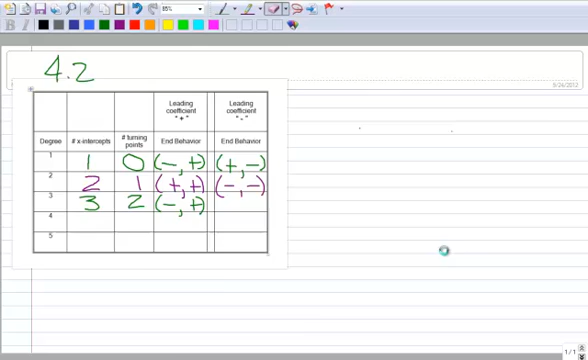 85%
B I
9/24/2012
4.2
Leading coefficient "+" Leading coefficient "-"
Degree # x-intercepts # turning points End Behavior End Behavior
1 1 0 (-,+) (+,-)
2 2 1 (+,+) (-,-)
3 3 2 (-,+)
4
5
1/1